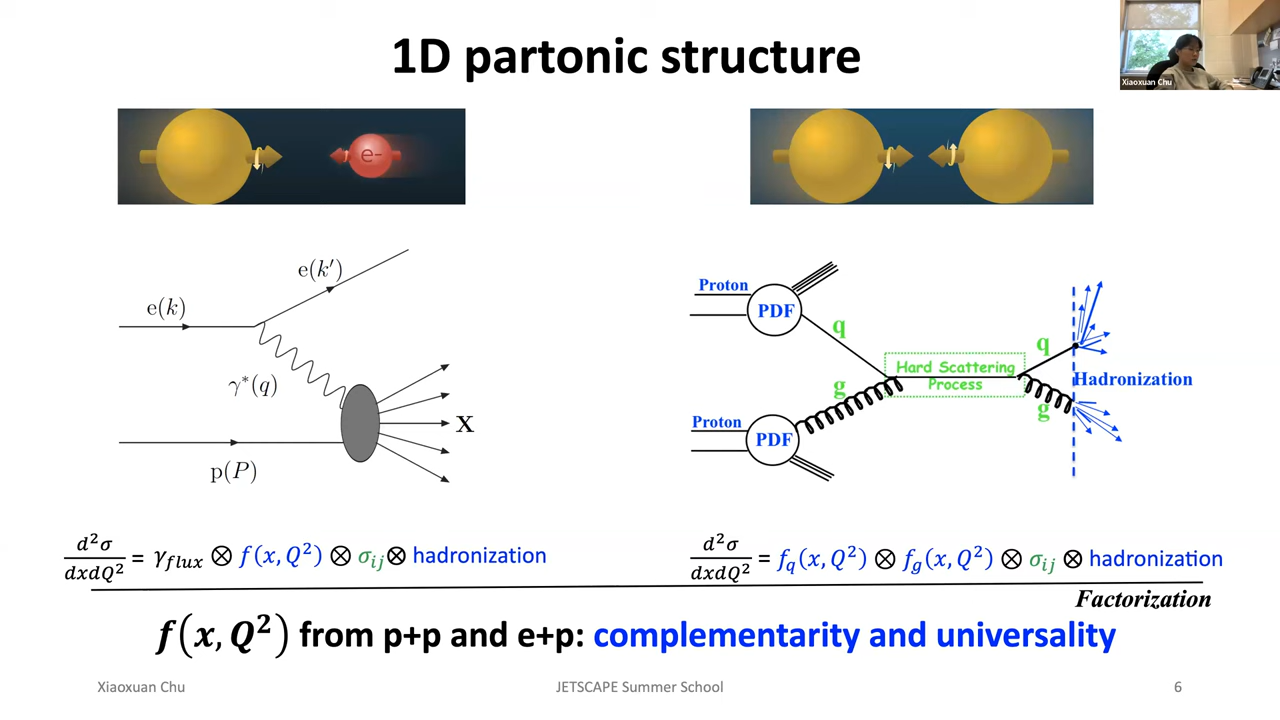 1D partonic structure
Xiaoxuan Chu
e-
e(k')
e(k)
γ*(q)
X
p(P)
Proton
PDF
q
g
Hard Scattering
Process
q
g
Hadronization
Proton
PDF
d²σ/dxdQ² = γ_flux ⊗ f(x, Q²) ⊗ σ_ij ⊗ hadronization
d²σ/dxdQ² = f_q(x, Q²) ⊗ f_g(x, Q²) ⊗ σ_ij ⊗ hadronization
Factorization
f(x, Q²) from p+p and e+p: complementarity and universality
Xiaoxuan Chu
JETSCAPE Summer School
6